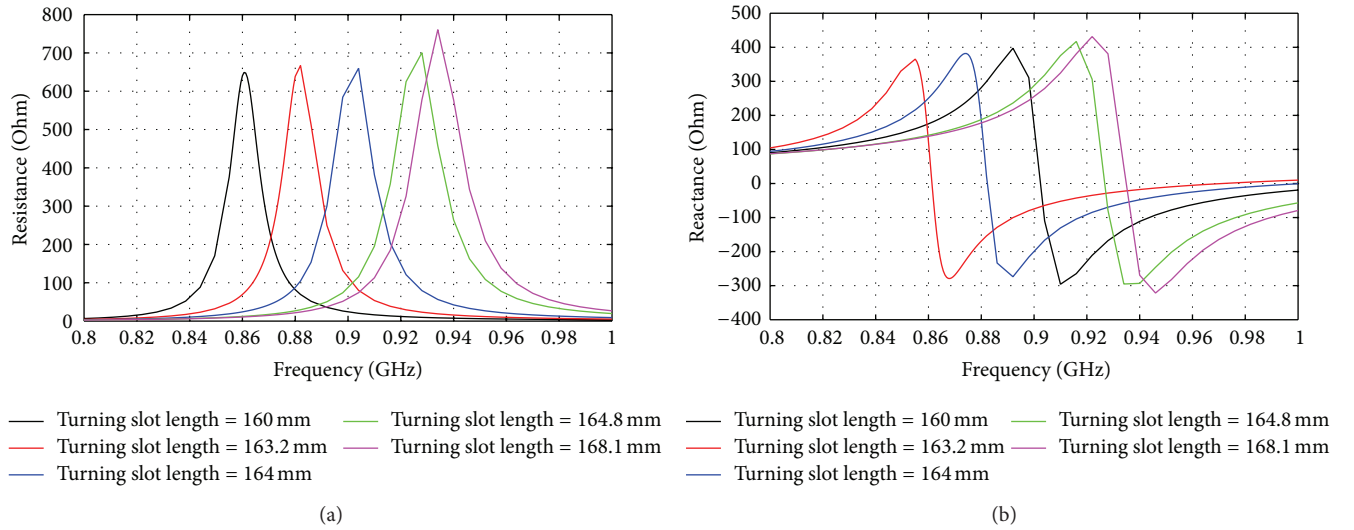 800
700
600
500
400
300
200
100
0
Resistance (Ohm)
0.8 0.82 0.84 0.86 0.88 0.9 0.92 0.94 0.96 0.98 1
Frequency (GHz)
Turning slot length = 160 mm
Turning slot length = 163.2 mm
Turning slot length = 164 mm
Turning slot length = 164.8 mm
Turning slot length = 168.1 mm
(a)
500
400
300
200
100
0
−100
−200
−300
−400
Reactance (Ohm)
0.8 0.82 0.84 0.86 0.88 0.9 0.92 0.94 0.96 0.98 1
Frequency (GHz)
Turning slot length = 160 mm
Turning slot length = 163.2 mm
Turning slot length = 164 mm
Turning slot length = 164.8 mm
Turning slot length = 168.1 mm
(b)